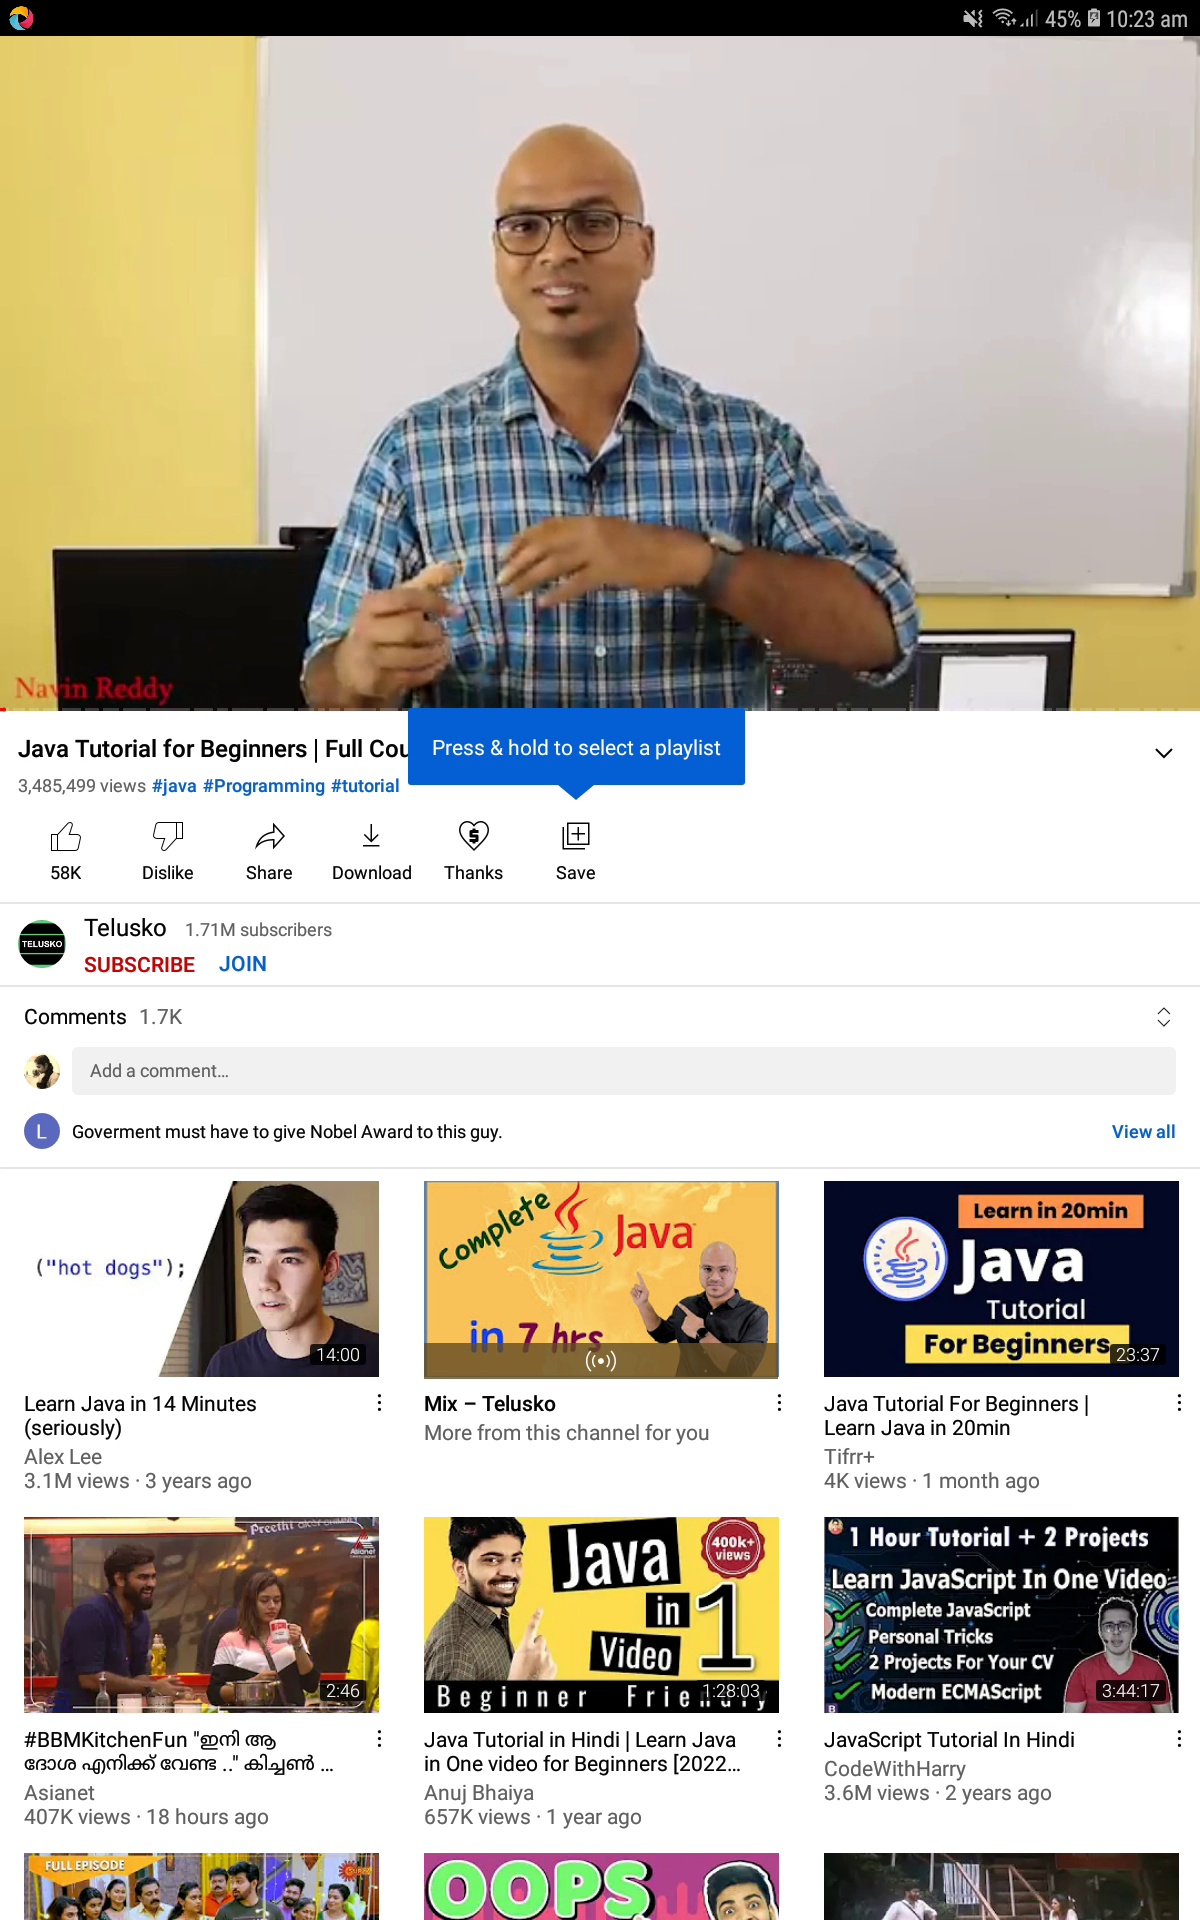 45% 10:23 am
Navin Reddy
Java Tutorial for Beginners | Full Cou
Press & hold to select a playlist
3,485,499 views #java #Programming #tutorial
58K Dislike Share Download Thanks Save
TELUSKO
Telusko 1.71M subscribers
SUBSCRIBE JOIN
Comments 1.7K
Add a comment...
L Goverment must have to give Nobel Award to this guy. View all
("hot dogs");
14:00
Complete Java
in 7 hrs
Learn in 20min
Java
Tutorial
For Beginners
23:37
Learn Java in 14 Minutes
(seriously)
Alex Lee
3.1M views · 3 years ago
Mix – Telusko
More from this channel for you
Java Tutorial For Beginners |
Learn Java in 20min
Tifrr+
4K views · 1 month ago
Preethi
Asianet
2:46
Java
in 1
Video
400k+
views
Beginner Frie
1:28:03
1 Hour Tutorial + 2 Projects
Learn JavaScript In One Video
Complete JavaScript
Personal Tricks
2 Projects For Your CV
Modern ECMAScript
3:44:17
#BBMKitchenFun "ഇനി ആ
ദോശ എനിക്ക് വേണ്ട .." കിച്ചൺ ...
Asianet
407K views · 18 hours ago
Java Tutorial in Hindi | Learn Java
in One video for Beginners [2022...
Anuj Bhaiya
657K views · 1 year ago
JavaScript Tutorial In Hindi
CodeWithHarry
3.6M views · 2 years ago
FULL EPISODE
OOPS